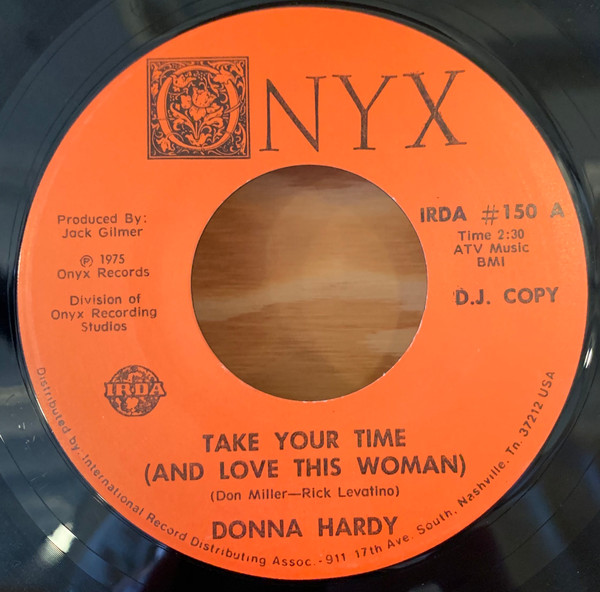 ONYX
Produced By:
Jack Gilmer
℗ 1975
Onyx Records
Division of
Onyx Recording
Studios
IRDA #150 A
Time 2:30
ATV Music
BMI
D.J. COPY
IRDA
TAKE YOUR TIME
(AND LOVE THIS WOMAN)
(Don Miller—Rick Levatino)
DONNA HARDY
Distributed by: International Record Distributing Assoc. - 911 17th Ave. South, Nashville, Tn. 37212 USA